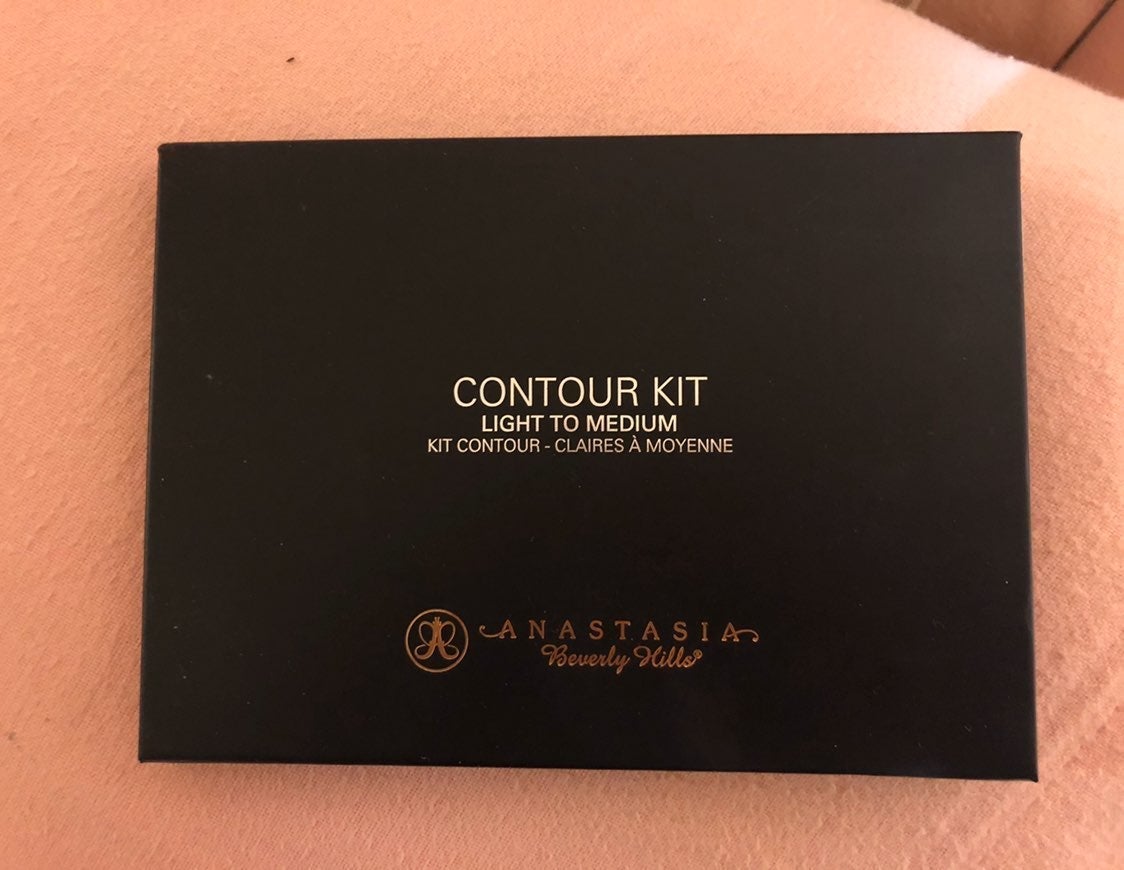 CONTOUR KIT
LIGHT TO MEDIUM
KIT CONTOUR - CLAIRES À MOYENNE
ANASTASIA
Beverly Hills®